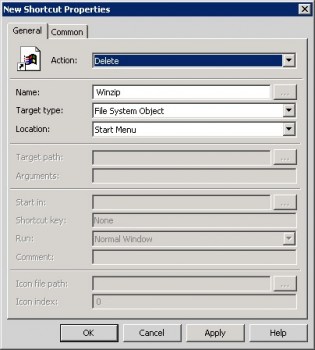 New Shortcut Properties
General Common
Action: Delete
Name: Winzip ...
Target type: File System Object
Location: Start Menu
Target path: ...
Arguments:
Start in: ...
Shortcut key: None
Run: Normal Window
Comment:
Icon file path: ...
Icon index: 0
OK Cancel Apply Help